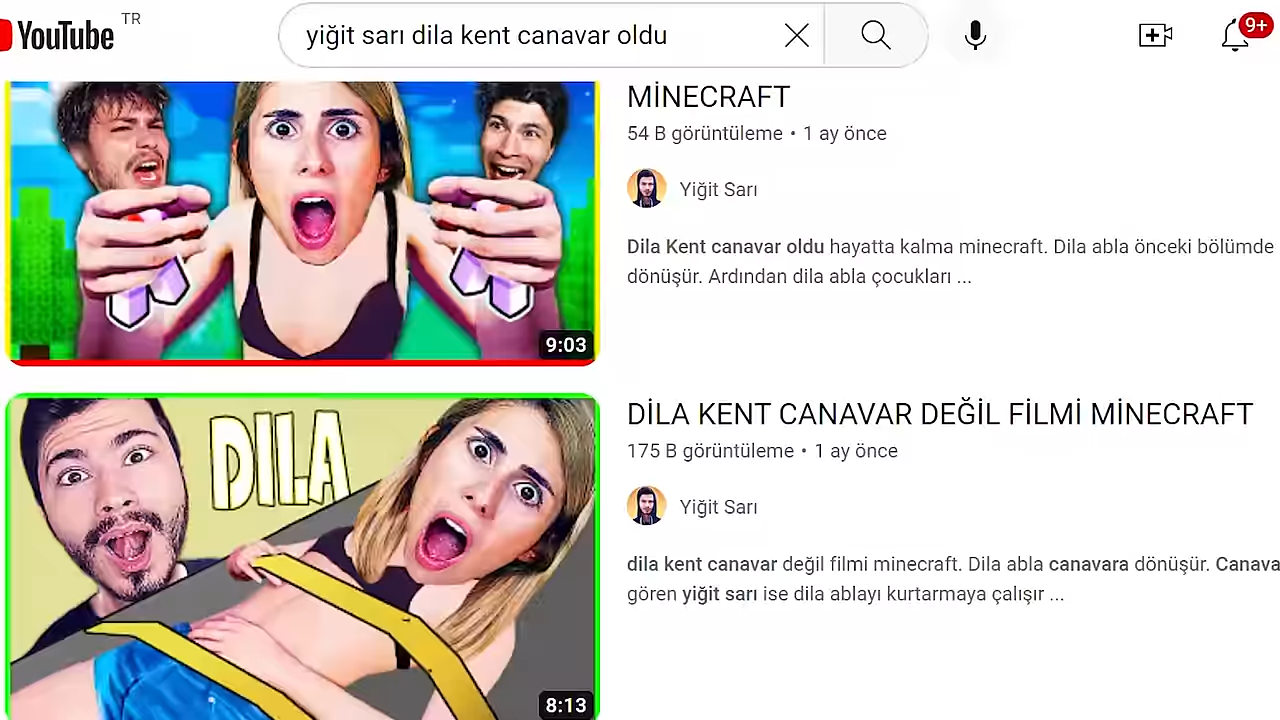 YouTube TR
yiğit sarı dila kent canavar oldu
9+
MİNECRAFT
54 B görüntüleme • 1 ay önce
Yiğit Sarı
Dila Kent canavar oldu hayatta kalma minecraft. Dila abla önceki bölümde
dönüşür. Ardından dila abla çocukları ...
9:03
DİLA KENT CANAVAR DEĞİL FİLMİ MİNECRAFT
175 B görüntüleme • 1 ay önce
Yiğit Sarı
dila kent canavar değil filmi minecraft. Dila abla canavara dönüşür. Canava
gören yiğit sarı ise dila ablayı kurtarmaya çalışır ...
DILA
8:13